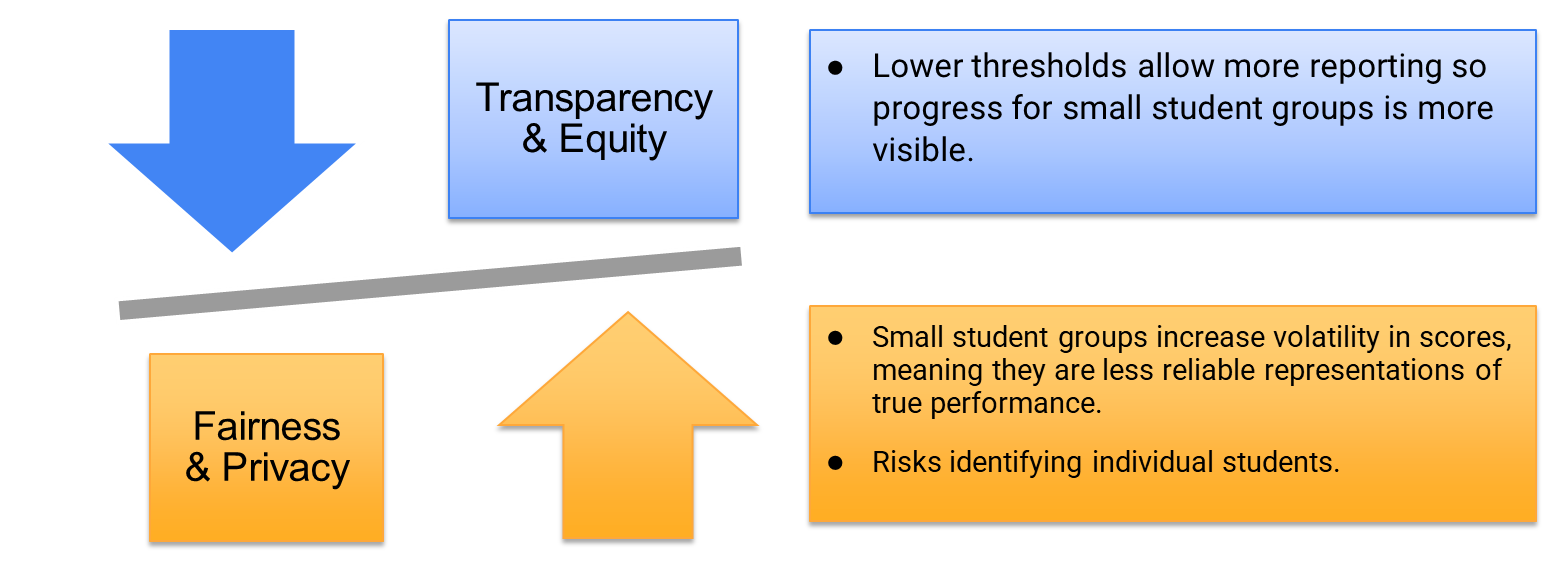 Transparency
& Equity
● Lower thresholds allow more reporting so
progress for small student groups is more
visible.
Fairness
& Privacy
● Small student groups increase volatility in scores,
meaning they are less reliable representations of
true performance.
● Risks identifying individual students.